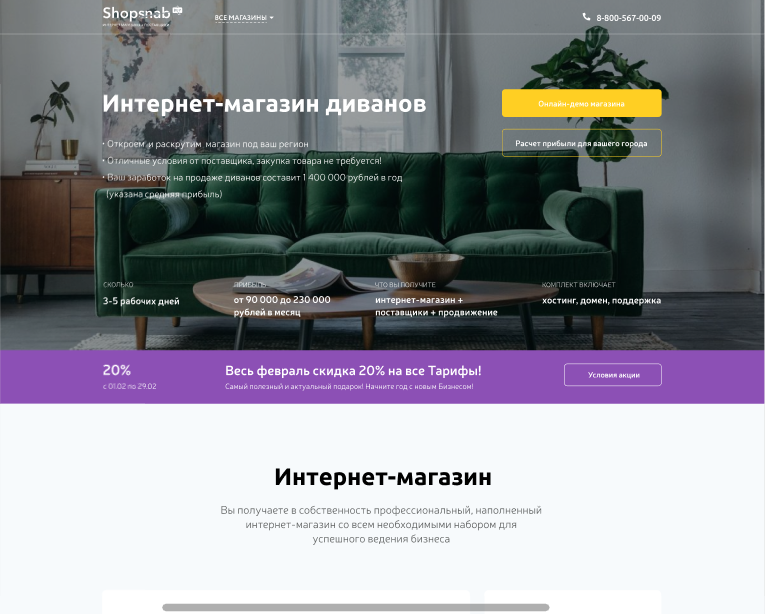 Shopsnab
ВСЕ МАГАЗИНЫ
8-800-567-00-09
Интернет-магазин диванов
Онлайн-демо магазина
• Откроем и раскрутим магазин под ваш регион
Расчет прибыли для вашего города
• Отличные условия от поставщика, закупка товара не требуется!
• Ваш заработок на продаже диванов составит 1 400 000 рублей в год
(указана средняя прибыль)
СКОЛЬКО
3-5 рабочих дней
ПРИБЫЛЬ
от 90 000 до 230 000
рублей в месяц
ЧТО ВЫ ПОЛУЧИТЕ
интернет-магазин +
поставщики + продвижение
КОМПЛЕКТ ВКЛЮЧАЕТ
хостинг, домен, поддержка
20%
с 01.02 по 29.02
Весь февраль скидка 20% на все Тарифы!
Самый полезный и актуальный подарок! Начните год с новым Бизнесом!
Условия акции
Интернет-магазин
Вы получаете в собственность профессиональный, наполненный
интернет-магазин со всем необходимыми набором для
успешного ведения бизнеса